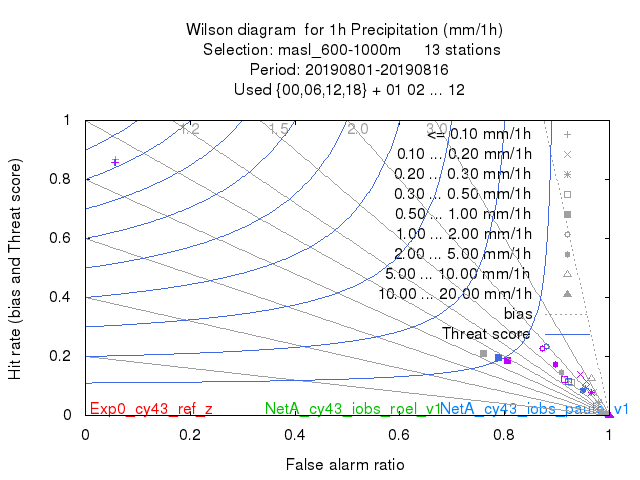 Wilson diagram  for 1h Precipitation (mm/1h)
Selection: masl_600-1000m     13 stations
Period: 20190801-20190816
Used {00,06,12,18} + 01 02 ... 12
1.2 1.5 2.0 3.0
<= 0.10 mm/1h
0.10 ... 0.20 mm/1h
0.20 ... 0.30 mm/1h
0.30 ... 0.50 mm/1h
0.50 ... 1.00 mm/1h
1.00 ... 2.00 mm/1h
2.00 ... 5.00 mm/1h
5.00 ... 10.00 mm/1h
10.00 ... 20.00 mm/1h
bias
Threat score
Hit rate (bias and Threat score)
1
0.8
0.6
0.4
0.2
0
Exp0_cy43_ref_z NetA_cy43_iobs_roel_v1 NetA_cy43_iobs_paulo_v1
0 0.2 0.4 0.6 0.8 1
False alarm ratio